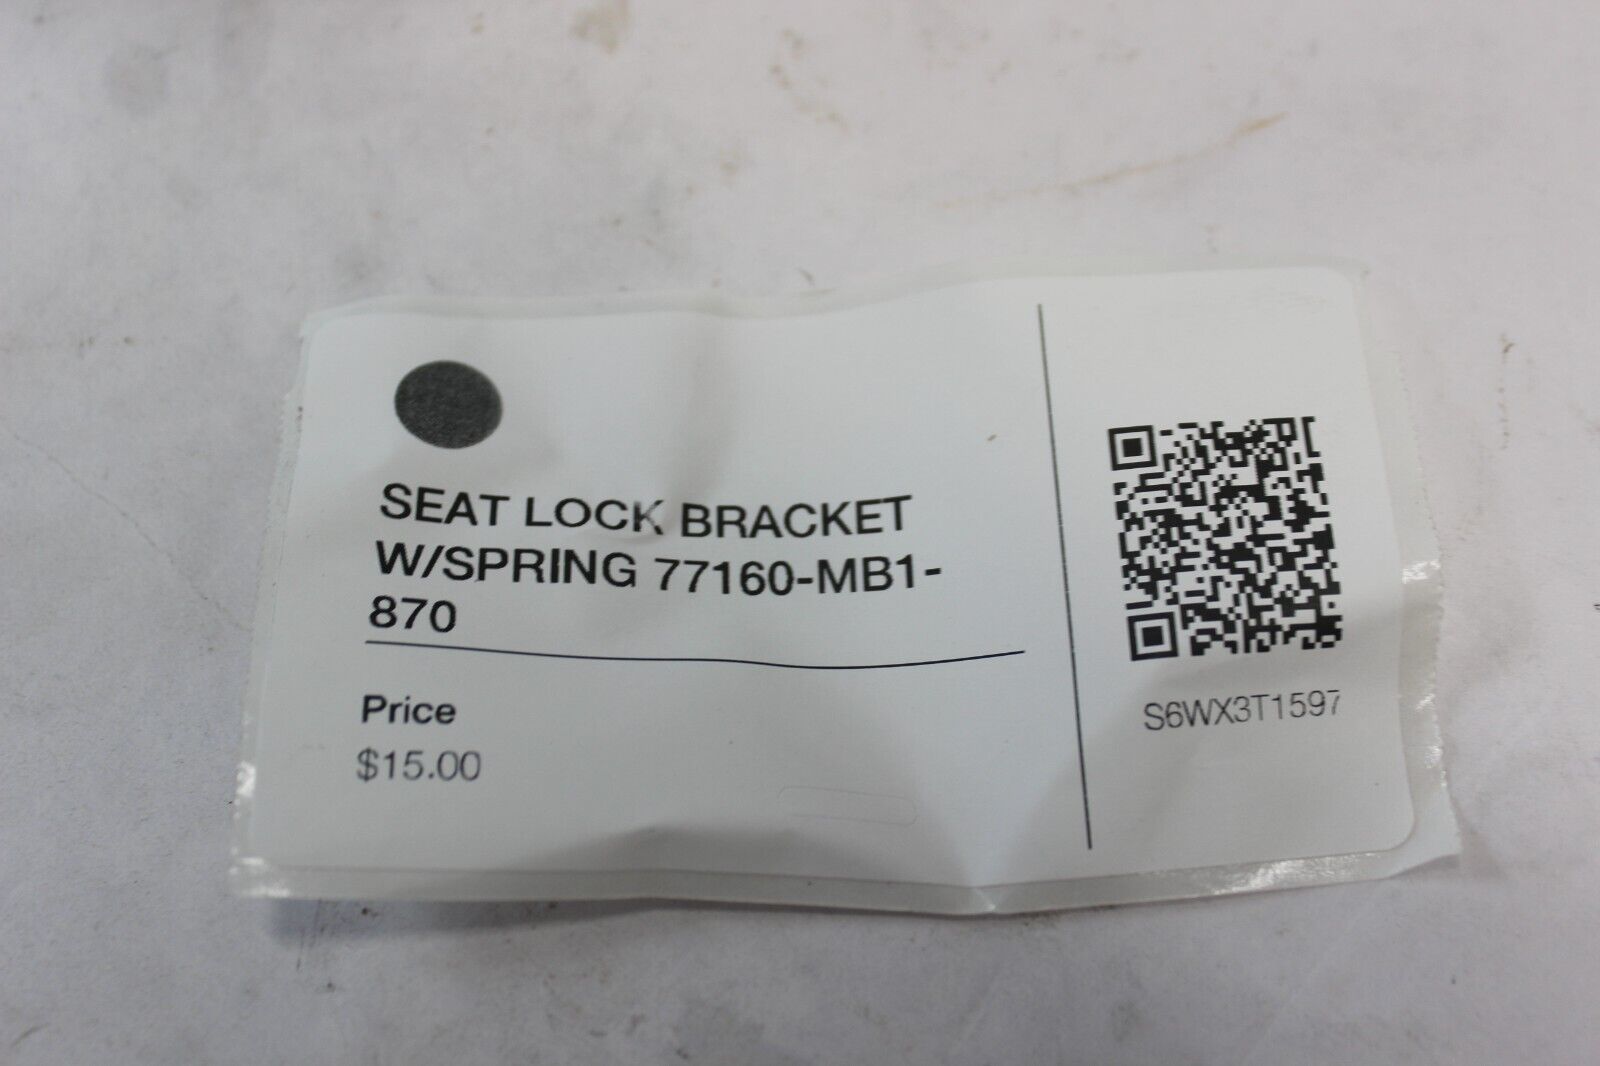 SEAT LOCK BRACKET
W/SPRING 77160-MB1-
870
Price
$15.00
S6WX3T1597